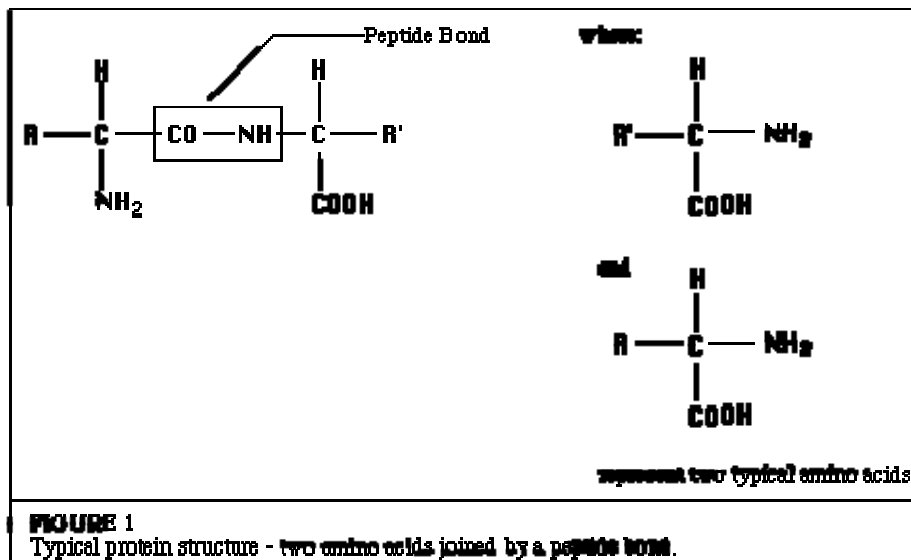 Peptide Bond
where:
H
H
R C CO NH C R'
NH2
COOH
H
R' C NH2
COOH
and
H
R C NH2
COOH
represent two typical amino acids
FIGURE 1
Typical protein structure - two amino acids joined by a peptide bond.